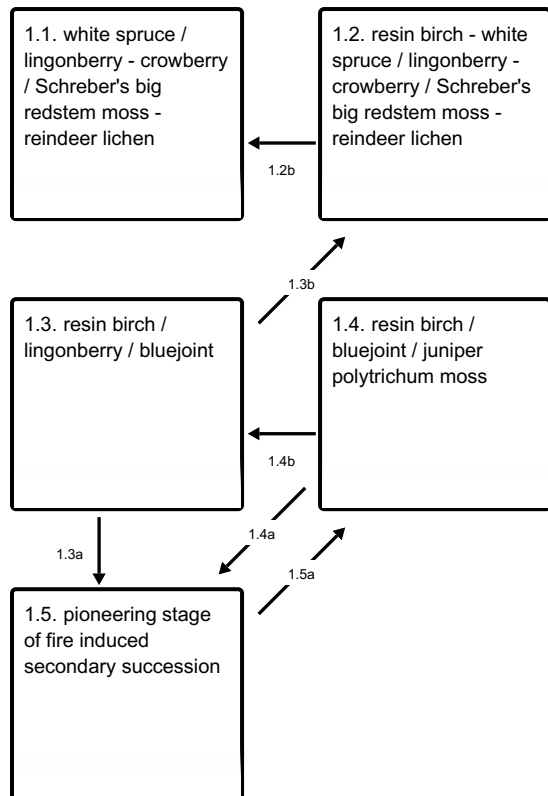 1.1. white spruce /
lingonberry - crowberry
/ Schreber's big
redstem moss -
reindeer lichen
1.2. resin birch - white
spruce / lingonberry -
crowberry / Schreber's
big redstem moss -
reindeer lichen
1.2b
1.3b
1.3. resin birch /
lingonberry / bluejoint
1.4. resin birch /
bluejoint / juniper
polytrichum moss
1.4b
1.4a
1.3a
1.5a
1.5. pioneering stage
of fire induced
secondary succession